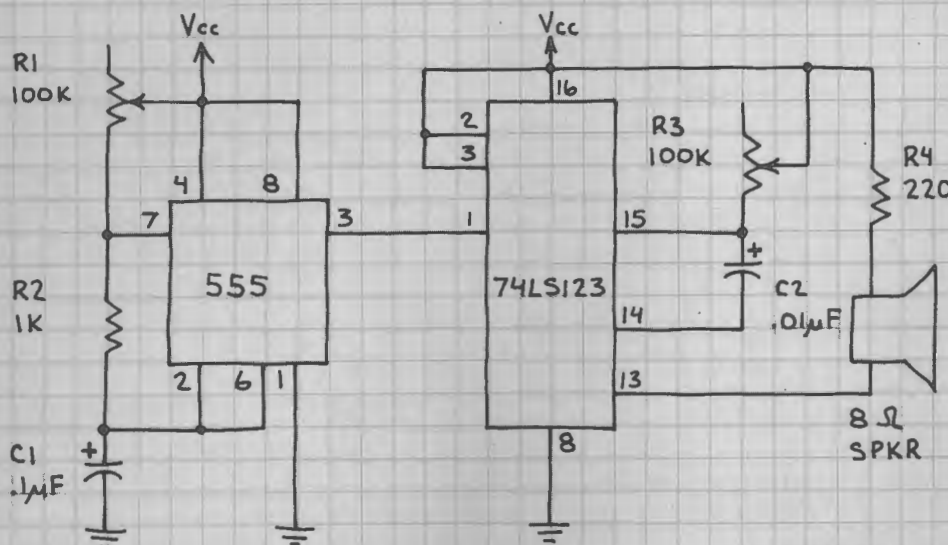 Vcc
Vcc
R1
100K
16
2
3
R3
100K
R4
220
4
8
7
3
1
15
555
74LS123
+
C2
.01µF
R2
1K
14
2
6
1
13
8
8 Ω
SPKR
+
C1
.1µF